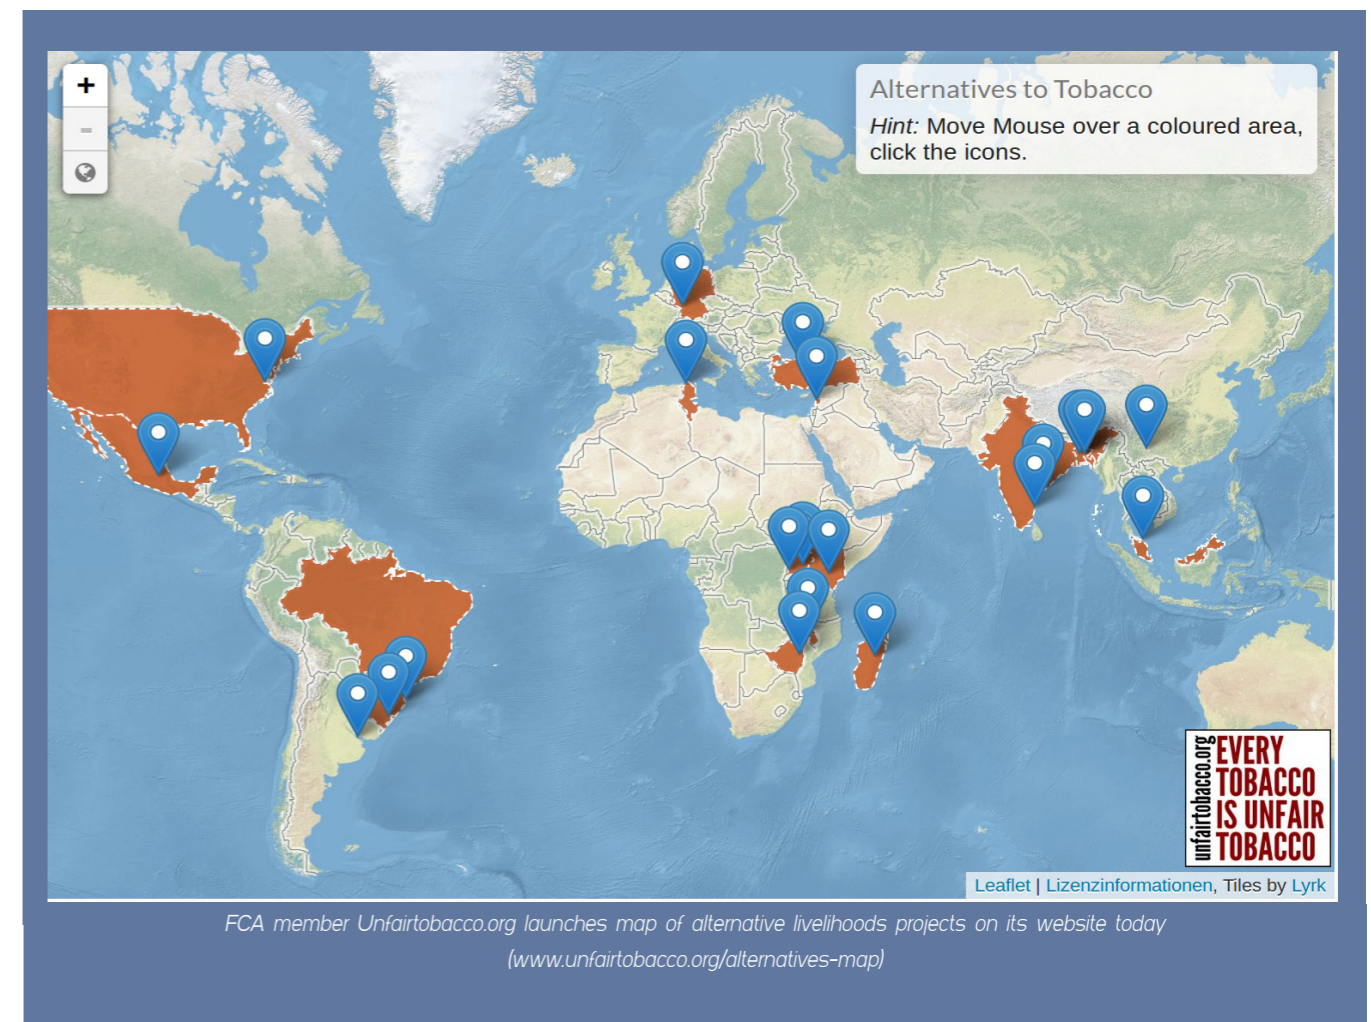 +
-
Alternatives to Tobacco
Hint: Move Mouse over a coloured area,
click the icons.
unfairtobacco.org
EVERY
TOBACCO
IS UNFAIR
TOBACCO
Leaflet | Lizenzinformationen, Tiles by Lyrk
FCA member Unfairtobacco.org launches map of alternative livelihoods projects on its website today
(www.unfairtobacco.org/alternatives-map)